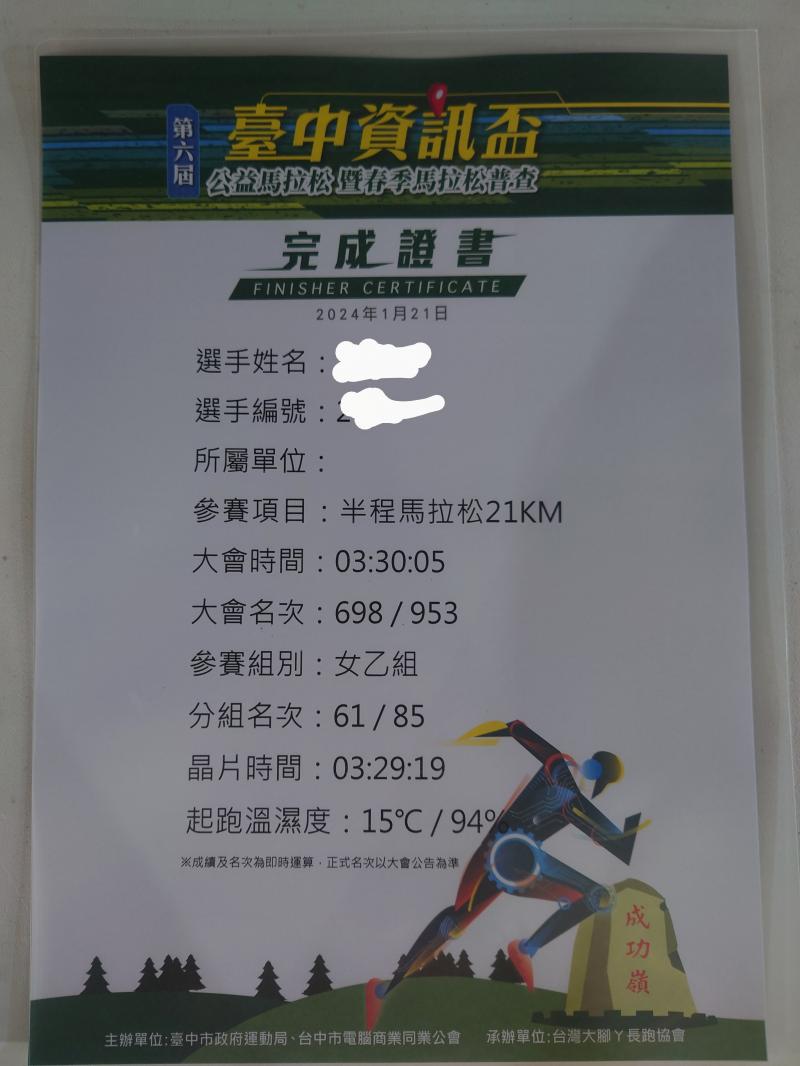 第六屆
臺中資訊盃
公益馬拉松 暨春季馬拉松普查
完成證書
FINISHER CERTIFICATE
2024年1月21日
選手姓名：
選手編號：2
所屬單位：
參賽項目：半程馬拉松21KM
大會時間：03:30:05
大會名次：698 / 953
參賽組別：女乙組
分組名次：61 / 85
晶片時間：03:29:19
起跑溫濕度：15℃ / 94%
※成績及名次為即時運算，正式名次以大會公告為準
成功嶺
主辦單位:臺中市政府運動局、台中市電腦商業同業公會 承辦單位:台灣大腳丫長跑協會